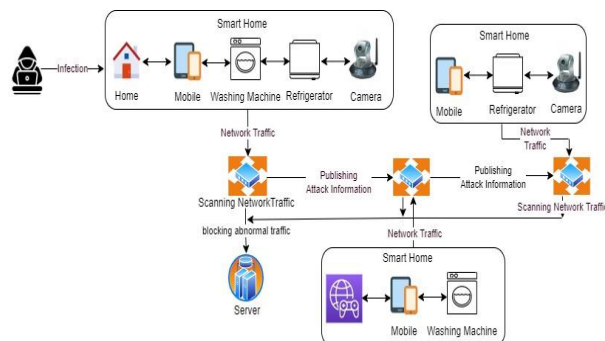 Smart Home
Infection
Home
Mobile
Washing Machine
Refrigerator
Camera
Smart Home
Mobile
Refrigerator
Camera
Network Traffic
Network
Traffic
Publishing
Attack Information
Publishing
Attack Information
Scanning NetworkTraffic
Scanning Network Traffic
blocking abnormal traffic
Network Traffic
Server
Smart Home
Mobile
Washing Machine